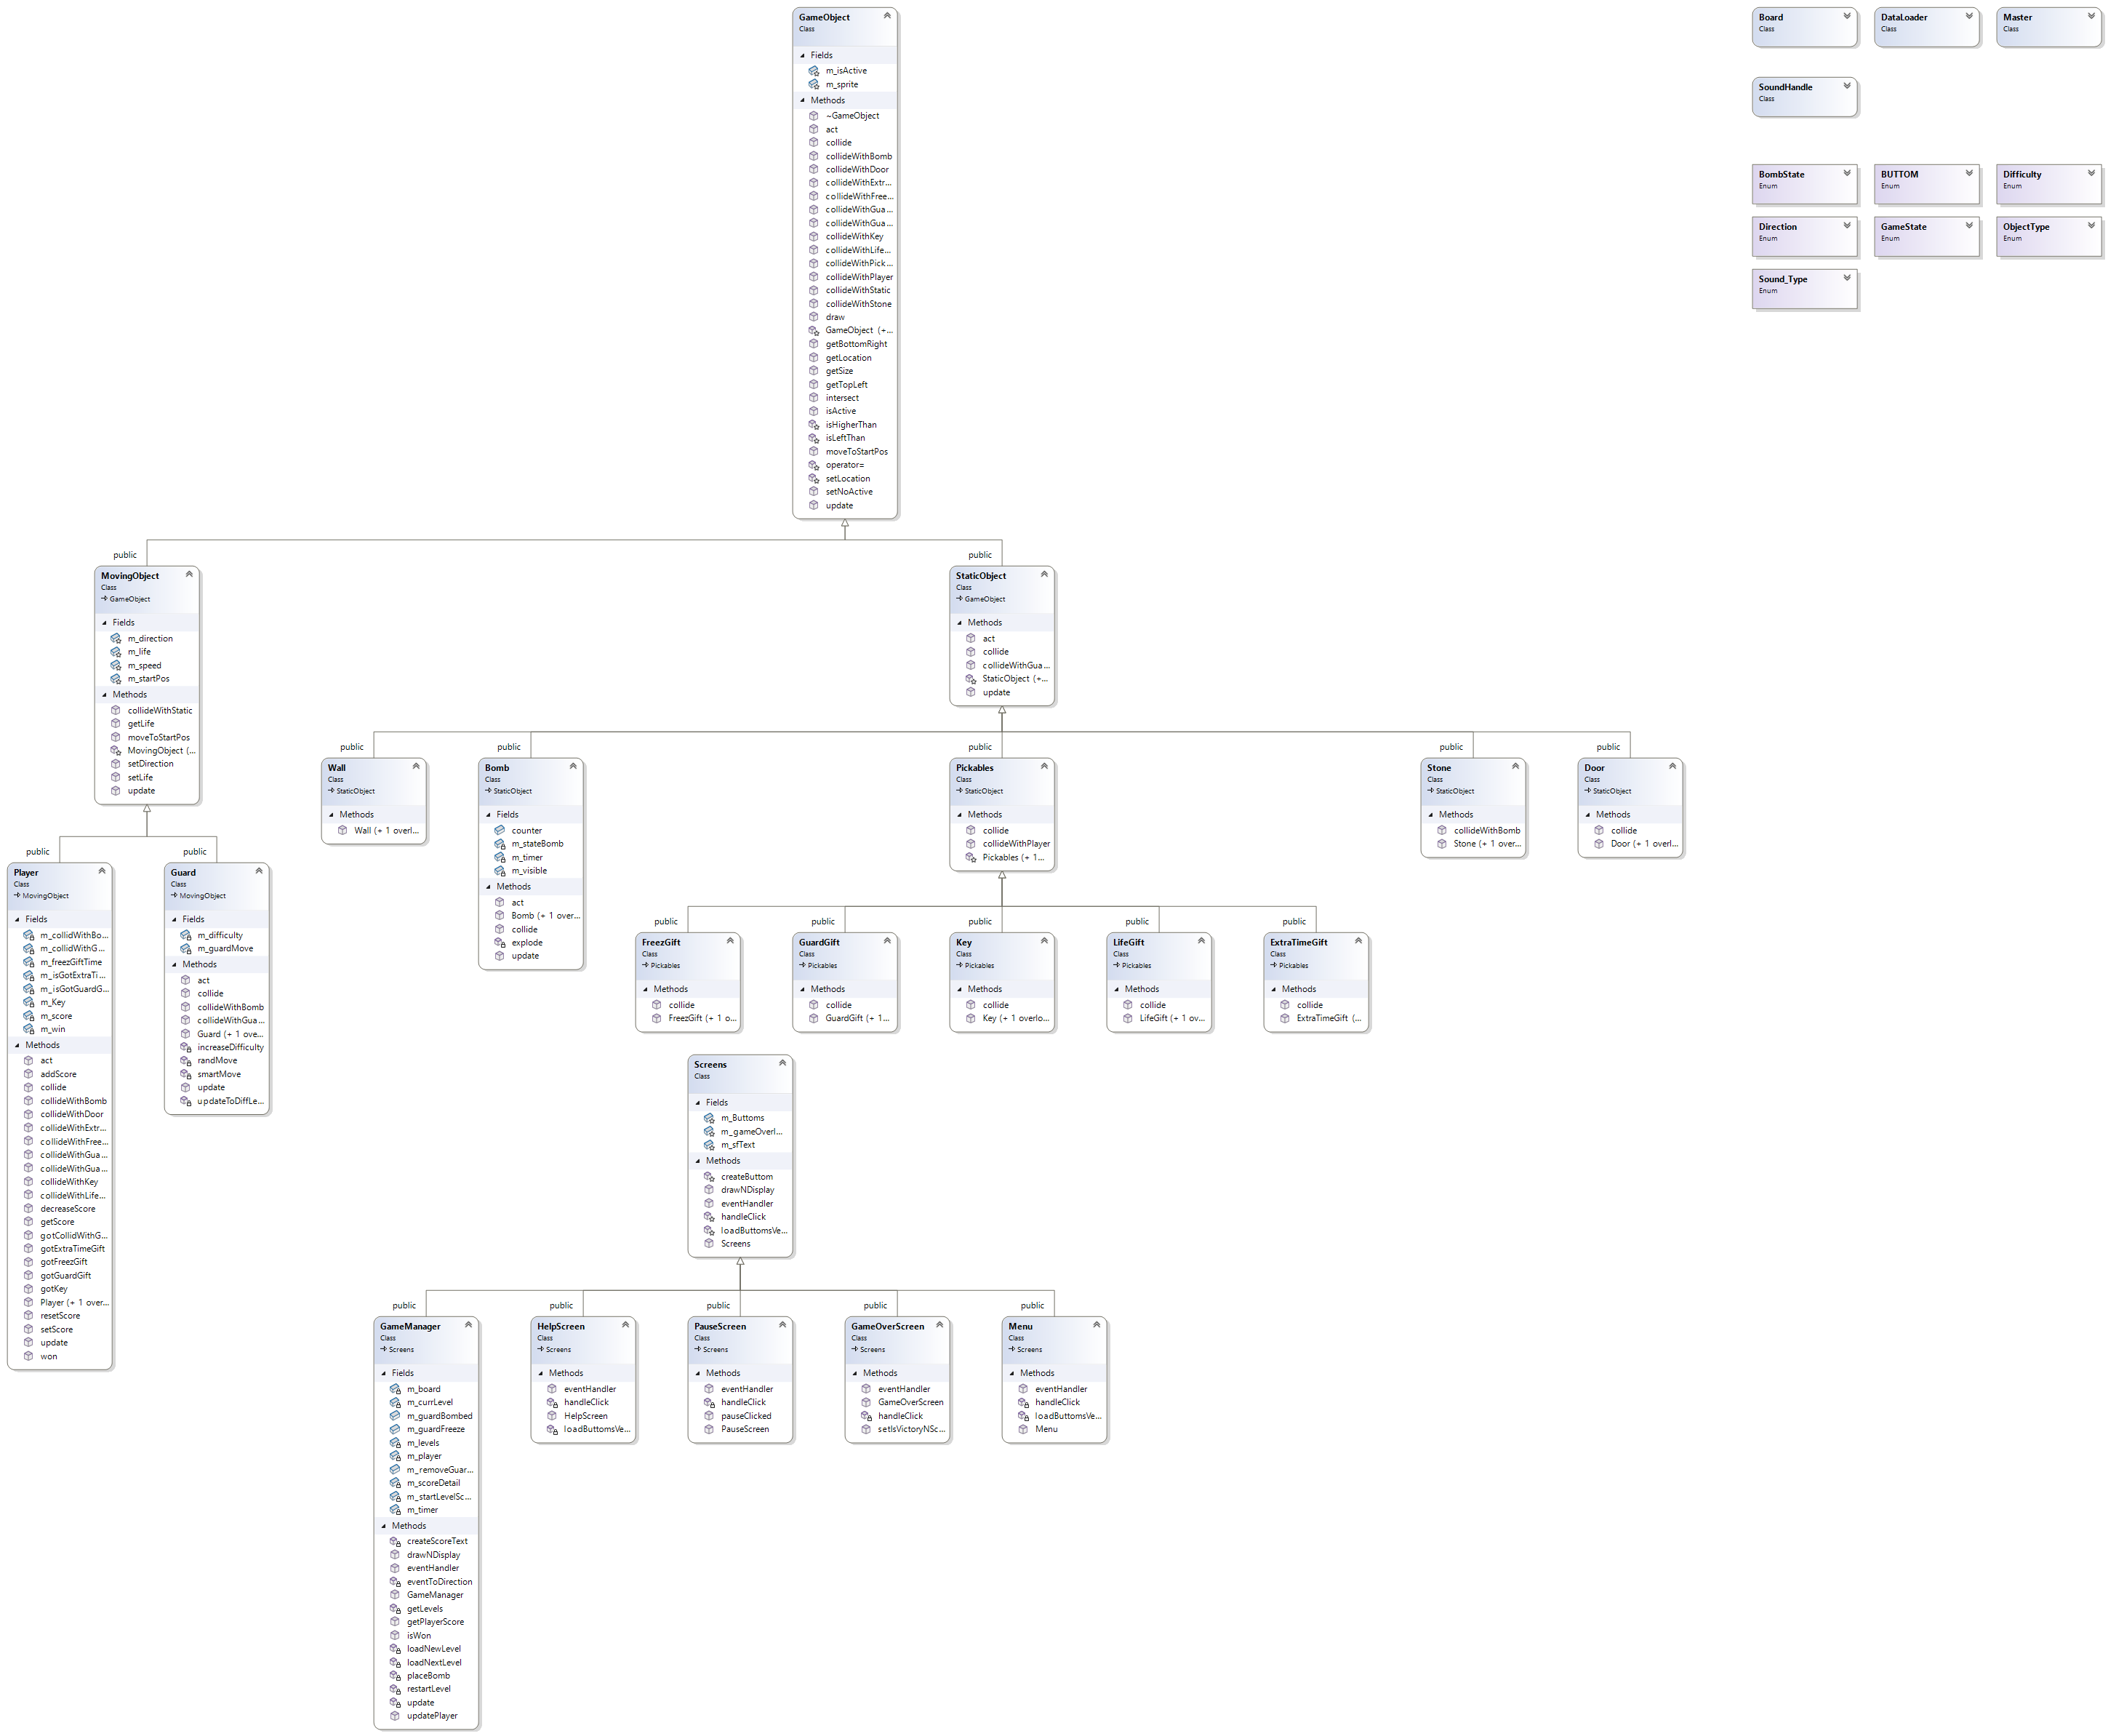 GameObject
Class
Fields
m_isActive
m_sprite
Methods
~GameObject
act
collide
collideWithBomb
collideWithDoor
collideWithExtr...
collideWithFree...
collideWithGua...
collideWithGua...
collideWithKey
collideWithLife...
collideWithPick...
collideWithPlayer
collideWithStatic
collideWithStone
draw
GameObject (+...
getBottomRight
getLocation
getSize
getTopLeft
intersect
isActive
isHigherThan
isLeftThan
moveToStartPos
operator=
setLocation
setNoActive
update
Board
Class
DataLoader
Class
Master
Class
SoundHandle
Class
BombState
Enum
BUTTOM
Enum
Difficulty
Enum
Direction
Enum
GameState
Enum
ObjectType
Enum
Sound_Type
Enum
public
MovingObject
Class
GameObject
Fields
m_direction
m_life
m_speed
m_startPos
Methods
collideWithStatic
getLife
moveToStartPos
MovingObject (...
setDirection
setLife
update
public
StaticObject
Class
GameObject
Methods
act
collide
collideWithGua...
StaticObject (+...
update
public
Wall
Class
StaticObject
Methods
Wall (+ 1 overl...
public
Bomb
Class
StaticObject
Fields
counter
m_stateBomb
m_timer
m_visible
Methods
act
Bomb (+ 1 over...
collide
explode
update
public
Pickables
Class
StaticObject
Methods
collide
collideWithPlayer
Pickables (+ 1...
public
Stone
Class
StaticObject
Methods
collideWithBomb
Stone (+ 1 over...
public
Door
Class
StaticObject
Methods
collide
Door (+ 1 overl...
public
Player
Class
MovingObject
Fields
m_collidWithBo...
m_collidWithG...
m_freezGiftTime
m_isGotExtraTi...
m_isGotGuardG...
m_Key
m_score
m_win
Methods
act
addScore
collide
collideWithBomb
collideWithDoor
collideWithExtr...
collideWithFree...
collideWithGua...
collideWithGua...
collideWithKey
collideWithLife...
decreaseScore
getScore
gotCollidWithG...
gotExtraTimeGift
gotFreezGift
gotGuardGift
gotKey
Player (+ 1 over...
resetScore
setScore
update
won
public
Guard
Class
MovingObject
Fields
m_difficulty
m_guardMove
Methods
act
collide
collideWithBomb
collideWithGua...
Guard (+ 1 ove...
increaseDifficulty
randMove
smartMove
update
updateToDiffLe...
public
FreezGift
Class
Pickables
Methods
collide
FreezGift (+ 1 o...
public
GuardGift
Class
Pickables
Methods
collide
GuardGift (+ 1...
public
Key
Class
Pickables
Methods
collide
Key (+ 1 overlo...
public
LifeGift
Class
Pickables
Methods
collide
LifeGift (+ 1 ov...
public
ExtraTimeGift
Class
Pickables
Methods
collide
ExtraTimeGift (...
Screens
Class
Fields
m_Buttoms
m_gameOverI...
m_sfText
Methods
createButtom
drawNDisplay
eventHandler
handleClick
loadButtomsVe...
Screens
public
GameManager
Class
Screens
Fields
m_board
m_currLevel
m_guardBombed
m_guardFreeze
m_levels
m_player
m_removeGuar...
m_scoreDetail
m_startLevelSc...
m_timer
Methods
createScoreText
drawNDisplay
eventHandler
eventToDirection
GameManager
getLevels
getPlayerScore
isWon
loadNewLevel
loadNextLevel
placeBomb
restartLevel
update
updatePlayer
public
HelpScreen
Class
Screens
Methods
eventHandler
handleClick
HelpScreen
loadButtomsVe...
public
PauseScreen
Class
Screens
Methods
eventHandler
handleClick
pauseClicked
PauseScreen
public
GameOverScreen
Class
Screens
Methods
eventHandler
GameOverScreen
handleClick
setIsVictoryNSc...
public
Menu
Class
Screens
Methods
eventHandler
handleClick
loadButtomsVe...
Menu